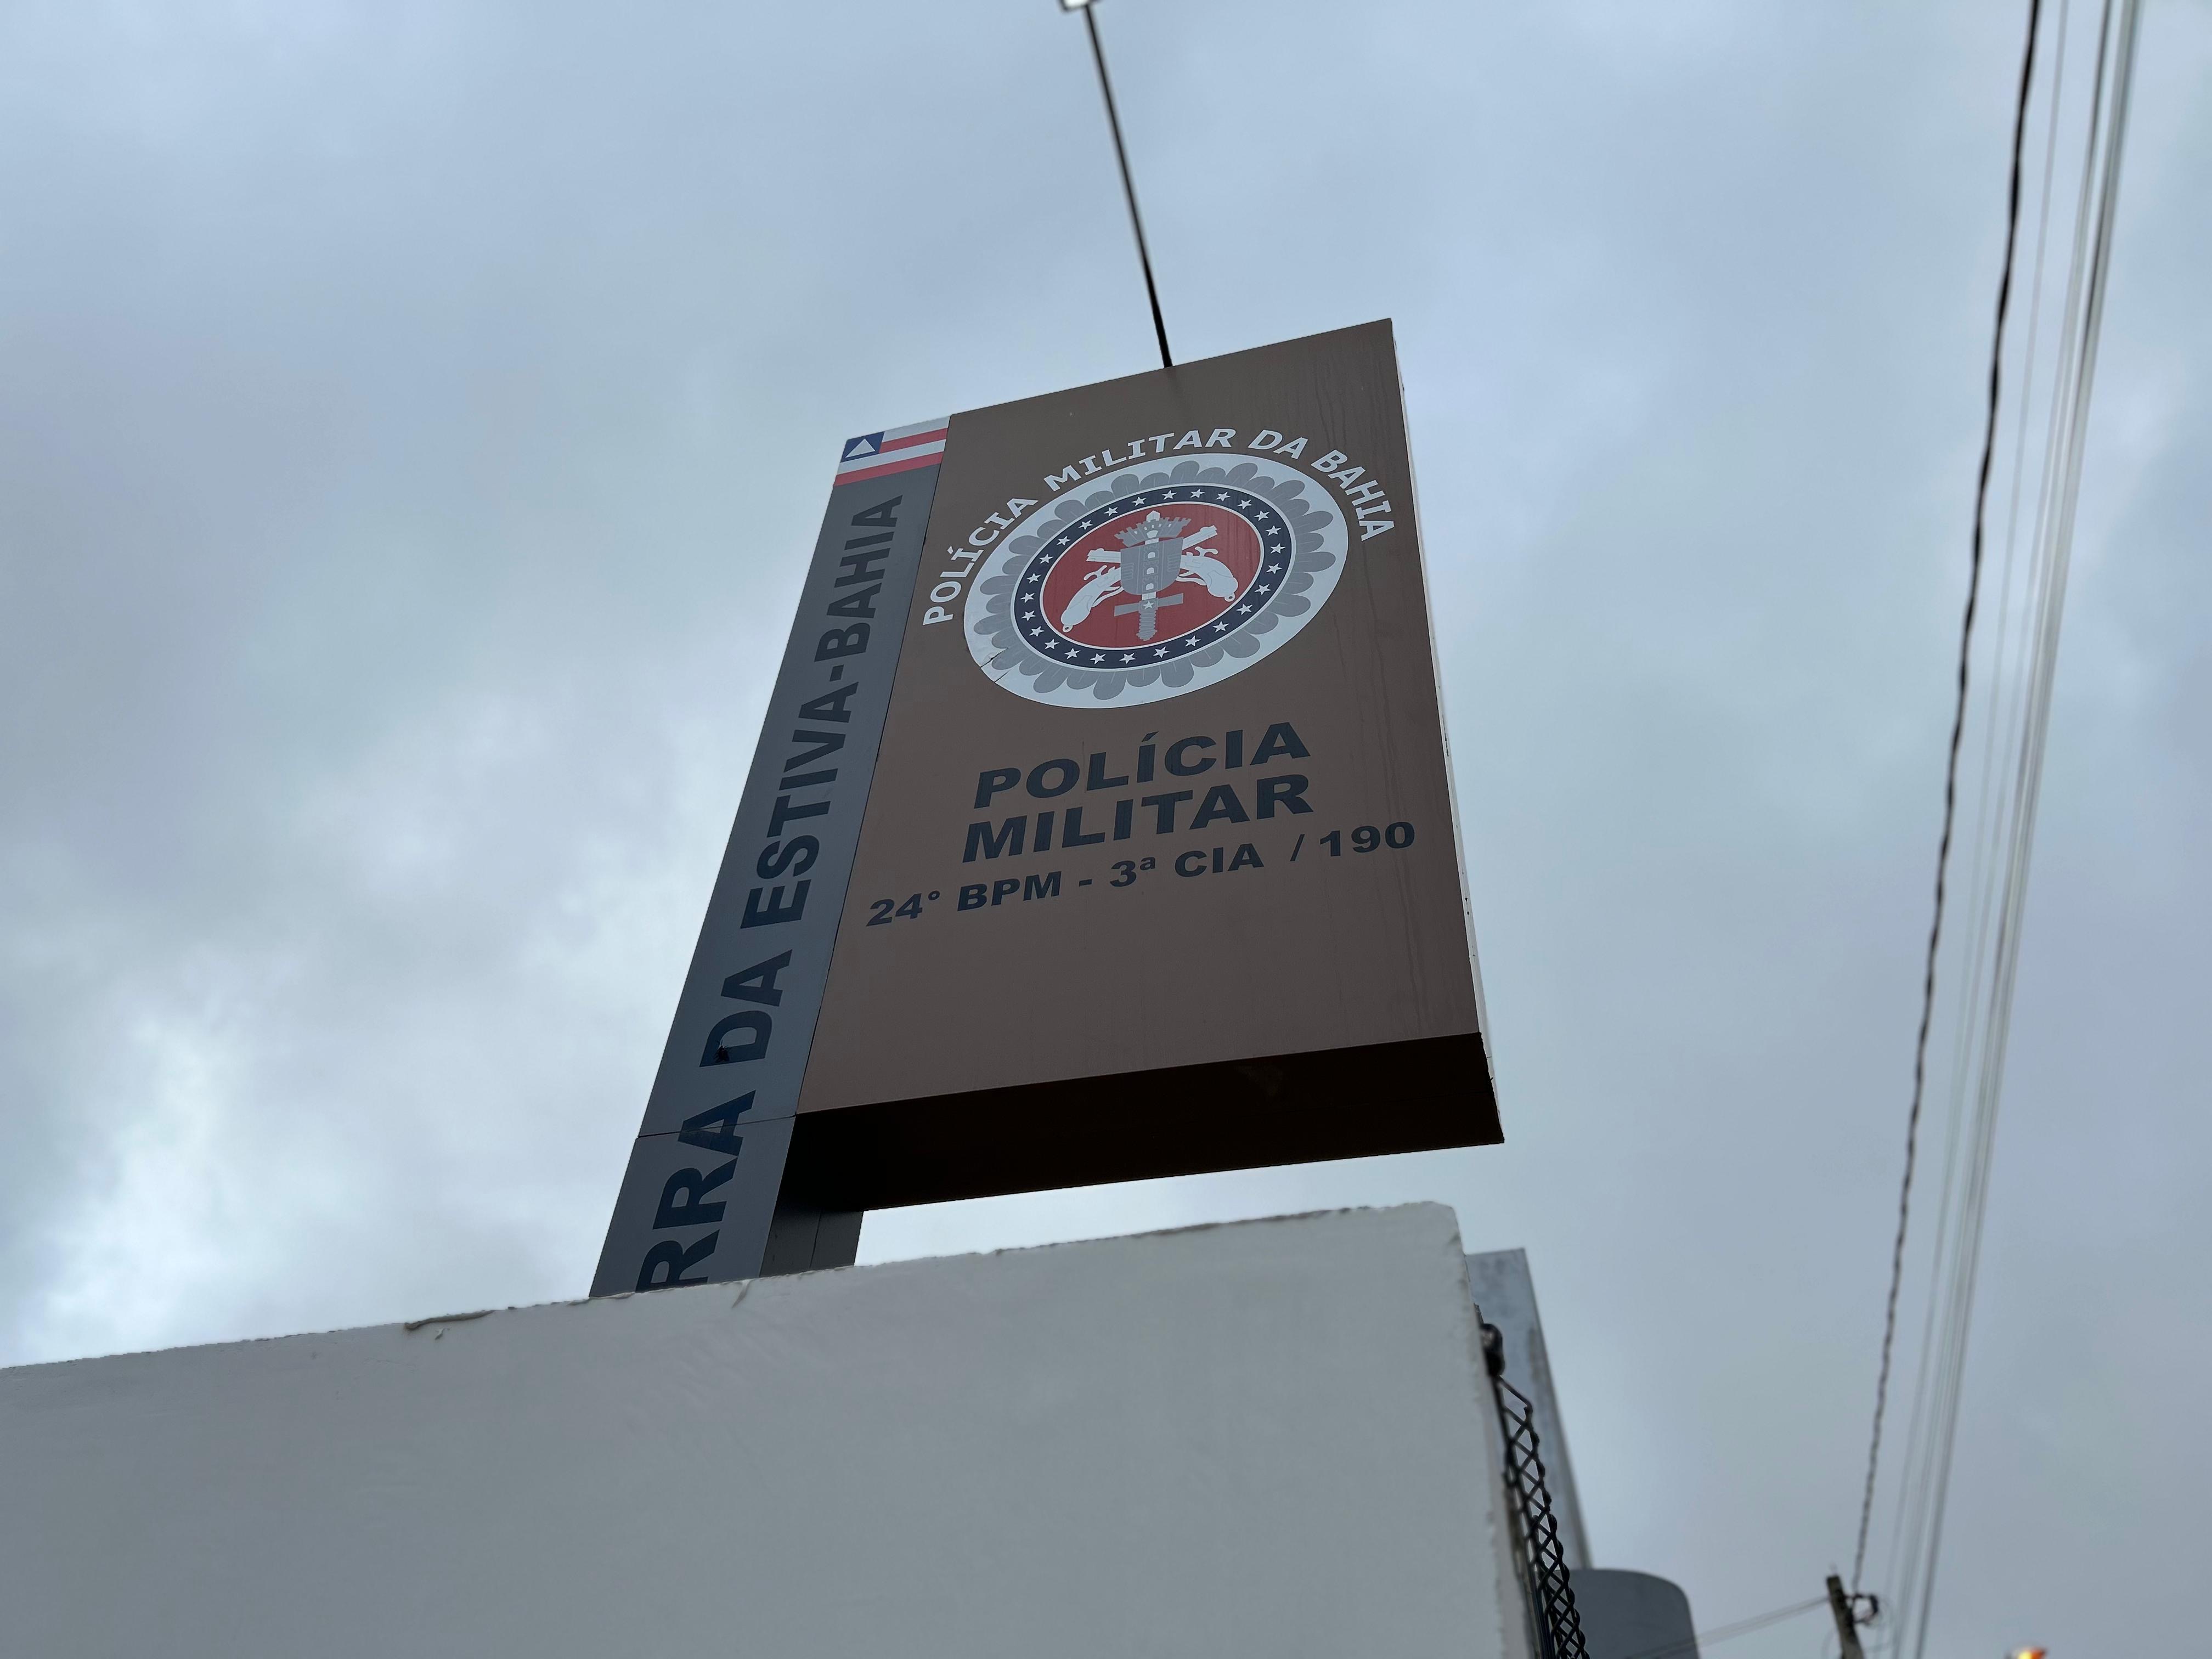 POLÍCIA MILITAR DA BAHIA
POLÍCIA
MILITAR
24° BPM - 3ª CIA / 190
RRA DA ESTIVA-BAHIA